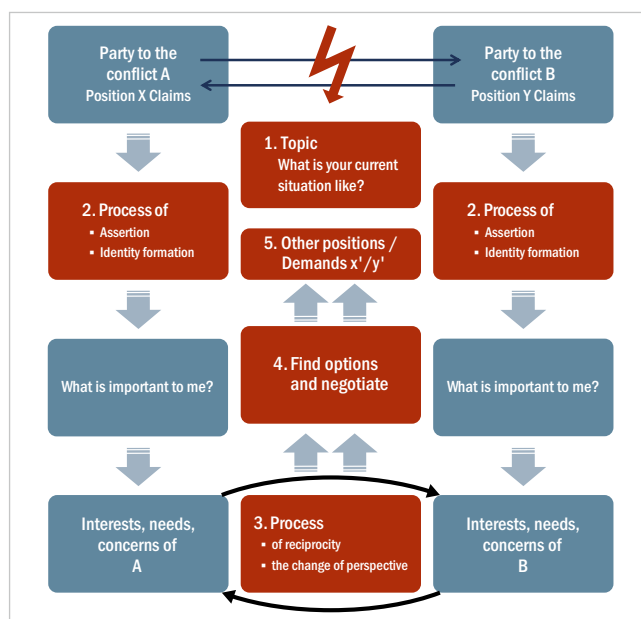 Party to the
conflict A
Position X Claims
Party to the
conflict B
Position Y Claims
1. Topic
What is your current
situation like?
2. Process of
▪ Assertion
▪ Identity formation
2. Process of
▪ Assertion
▪ Identity formation
5. Other positions /
Demands x'/y'
What is important to me?
4. Find options
and negotiate
What is important to me?
Interests, needs,
concerns of
A
3. Process
▪ of reciprocity
▪ the change of perspective
Interests, needs,
concerns of
B